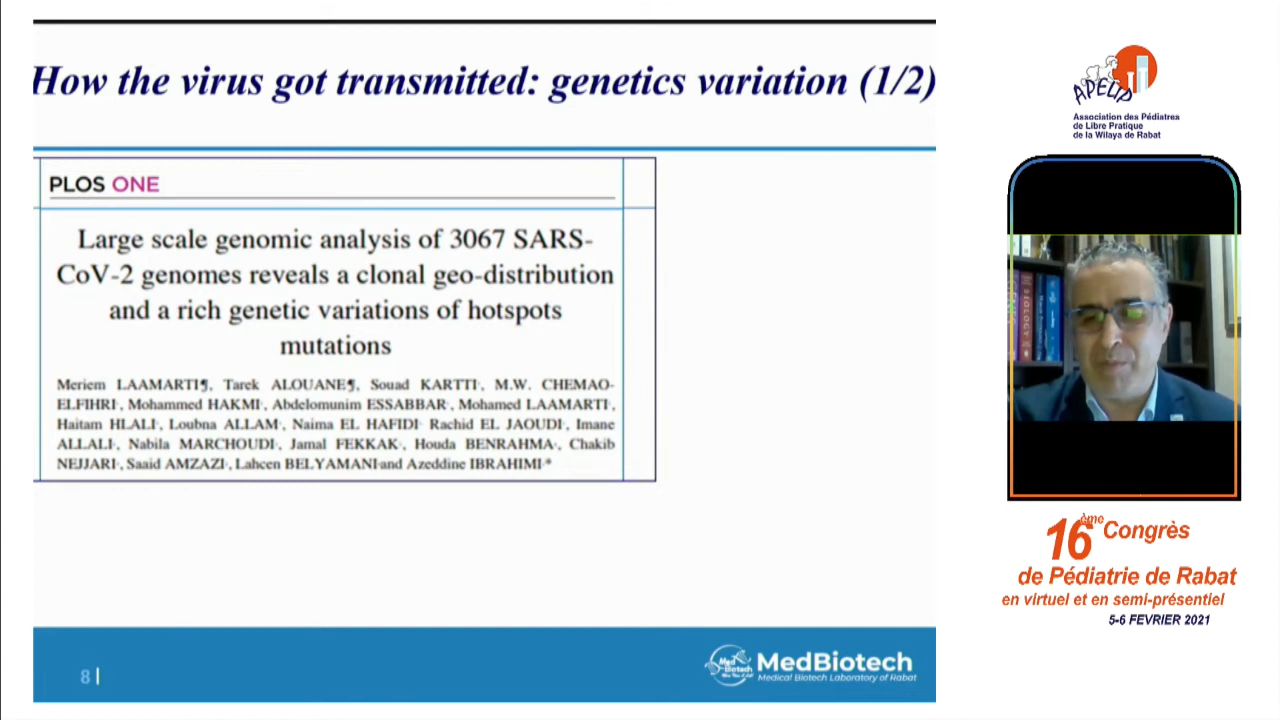 How the virus got transmitted: genetics variation (1/2)
PLOS ONE
Large scale genomic analysis of 3067 SARS-
CoV-2 genomes reveals a clonal geo-distribution
and a rich genetic variations of hotspots
mutations
Meriem LAAMARTI¶, Tarek ALOUANE¶, Souad KARTTI, M.W. CHEMAO-
ELFIHRI, Mohammed HAKMI, Abdelomunim ESSABBAR, Mohamed LAAMARTI,
Haitam HLALI, Loubna ALLAM, Naima EL HAFIDI Rachid EL JAOUDI, Imane
ALLALI, Nabila MARCHOUDI, Jamal FEKKAK, Houda BENRAHMA, Chakib
NEJJARI, Saaid AMZAZI, Lahcen BELYAMANI and Azeddine IBRAHIMI*
8|
MedBiotech
Medical Biotech Laboratory of Rabat
APELIP
Association des Pédiatres
de Libre Pratique
de la Wilaya de Rabat
BIOLOGY
16ème Congrès
de Pédiatrie de Rabat
en virtuel et en semi-présentiel
5-6 FEVRIER 2021